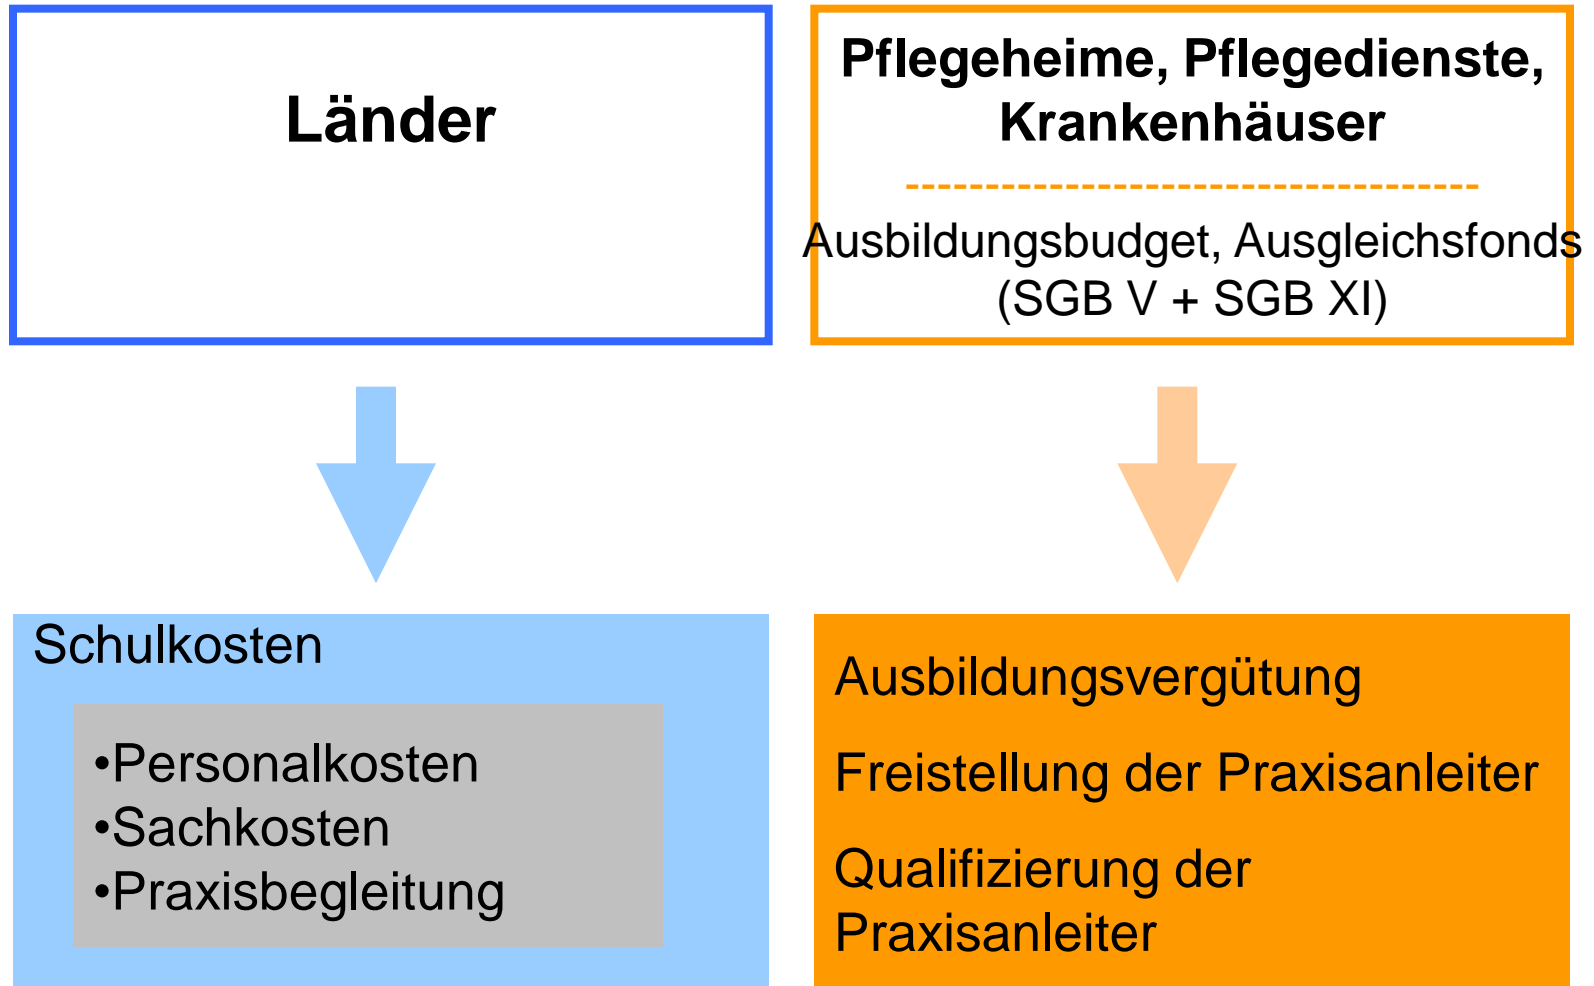 Länder
Pflegeheime, Pflegedienste,
Krankenhäuser
------------------------------------
Ausbildungsbudget, Ausgleichsfonds
(SGB V + SGB XI)
Schulkosten
•Personalkosten
•Sachkosten
•Praxisbegleitung
Ausbildungsvergütung
Freistellung der Praxisanleiter
Qualifizierung der
Praxisanleiter